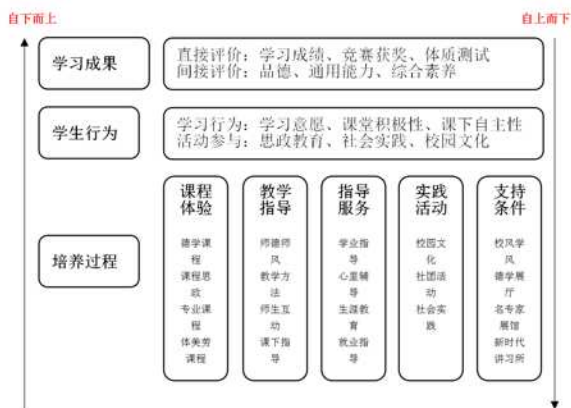 自下而上
自上而下
学习成果
直接评价：学习成绩、竞赛获奖、体质测试
间接评价：品德、通用能力、综合素养
学生行为
学习行为：学习意愿、课堂积极性、课下自主性
活动参与：思政教育、社会实践、校园文化
培养过程
课程
体验
德学课
程
课程思
政
专业课
程
体美劳
课程
教学
指导
师德师
风
教学方
法
师生互
动
课下指
导
指导
服务
学业指
导
心里辅
导
生涯教
育
就业指
导
实践
活动
校园文
化
社团活
动
社会实
践
支持
条件
校风学
风
德学展
厅
名专家
展馆
新时代
讲习所